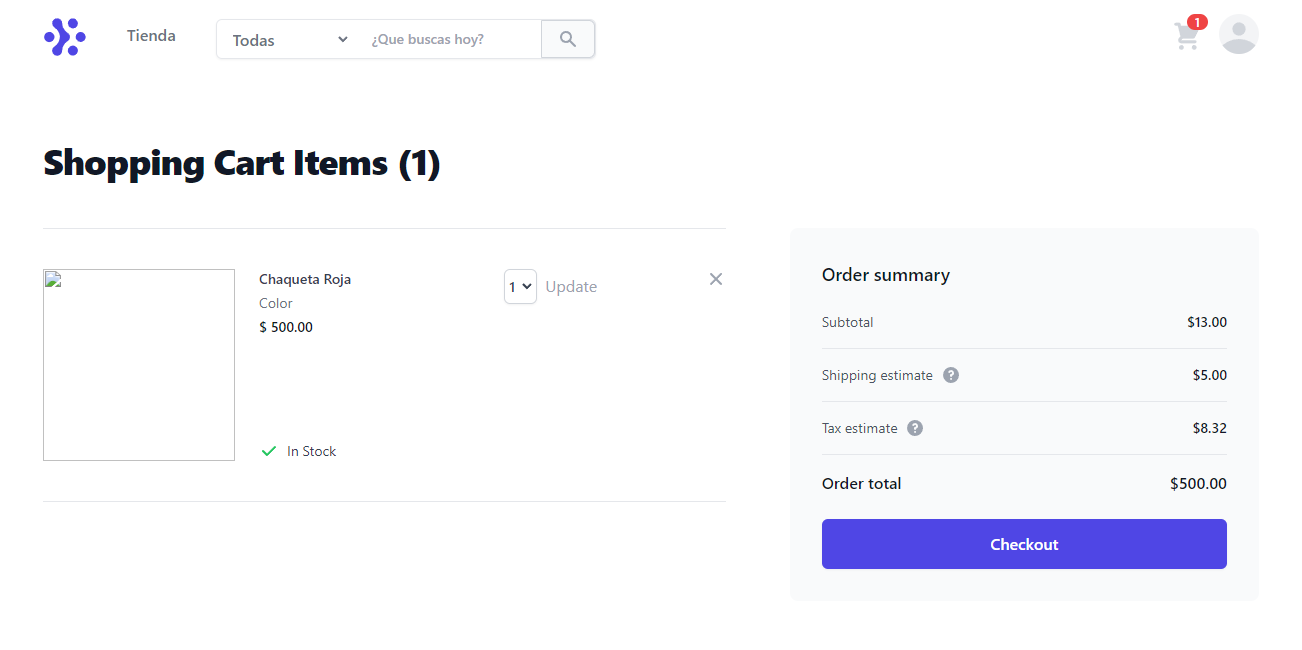 Tienda
Todas
¿Que buscas hoy?
1
Shopping Cart Items (1)
Chaqueta Roja
Color
$ 500.00
1
Update
In Stock
Order summary
Subtotal $13.00
Shipping estimate ? $5.00
Tax estimate ? $8.32
Order total $500.00
Checkout